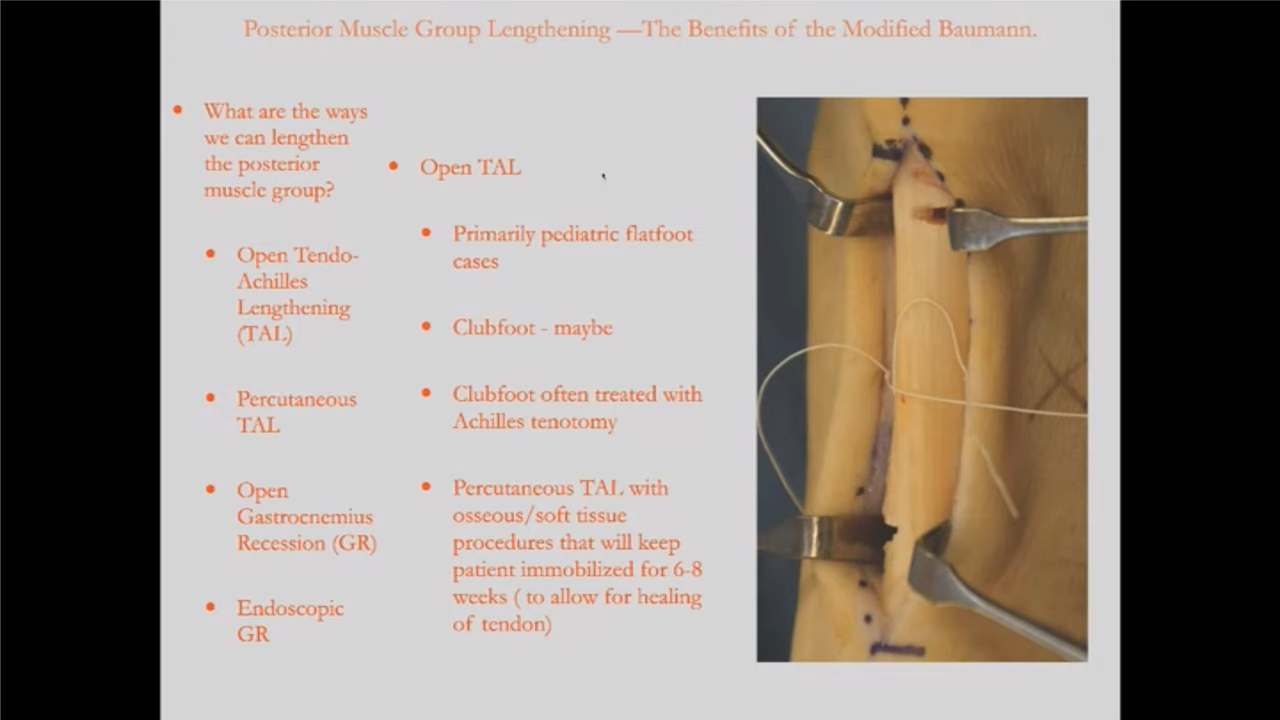 Posterior Muscle Group Lengthening —The Benefits of the Modified Baumann.
What are the ways
we can lengthen
the posterior
muscle group?
Open Tendo-
Achilles
Lengthening
(TAL)
Percutaneous
TAL
Open
Gastrocnemius
Recession (GR)
Endoscopic
GR
Open TAL
Primarily pediatric flatfoot
cases
Clubfoot - maybe
Clubfoot often treated with
Achilles tenotomy
Percutaneous TAL with
osseous/soft tissue
procedures that will keep
patient immobilized for 6-8
weeks ( to allow for healing
of tendon)